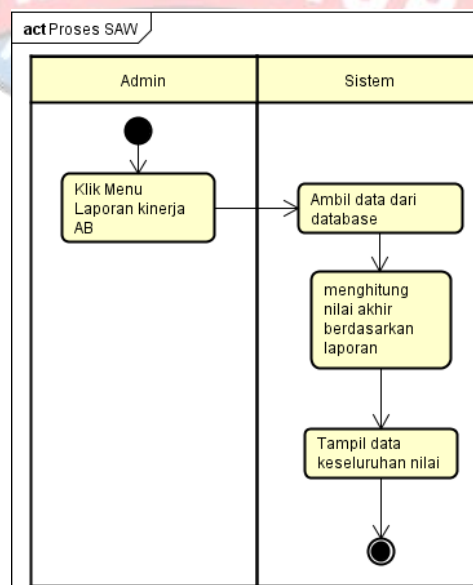 act Proses SAW
Admin
Sistem
Klik Menu
Laporan kinerja
AB
Ambil data dari
database
menghitung
nilai akhir
berdasarkan
laporan
Tampil data
keseluruhan nilai